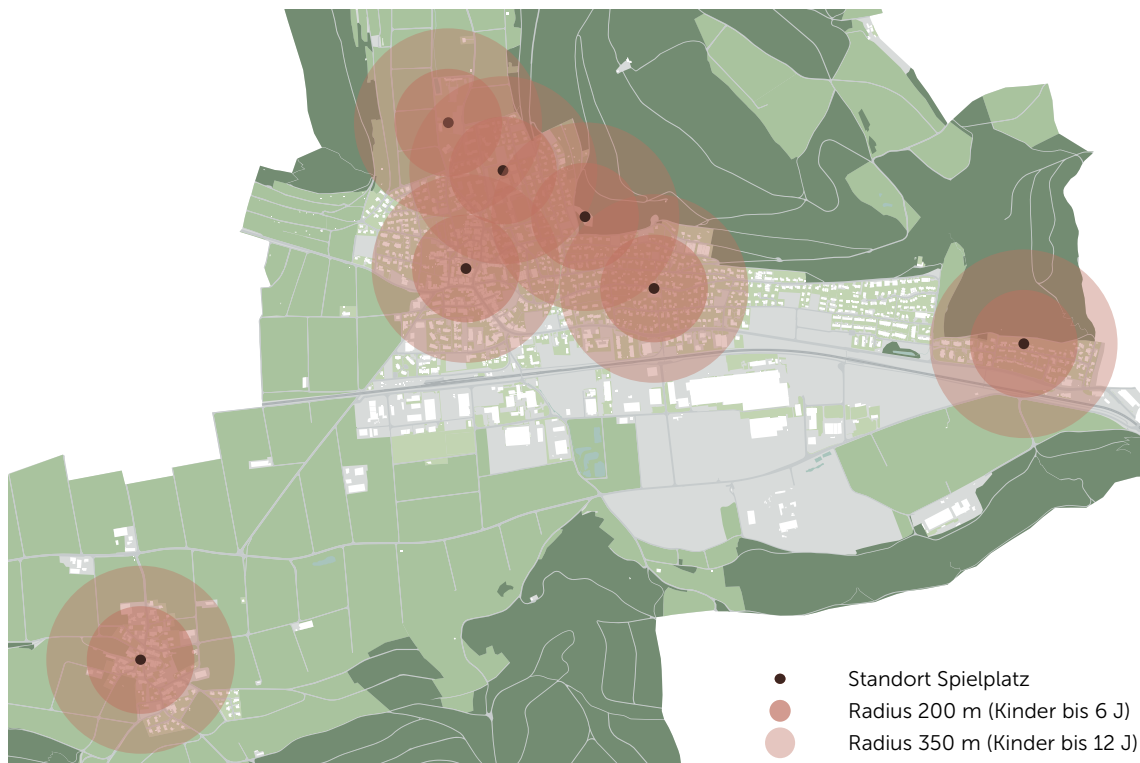 Standort Spielplatz
Radius 200 m (Kinder bis 6 J)
Radius 350 m (Kinder bis 12 J)